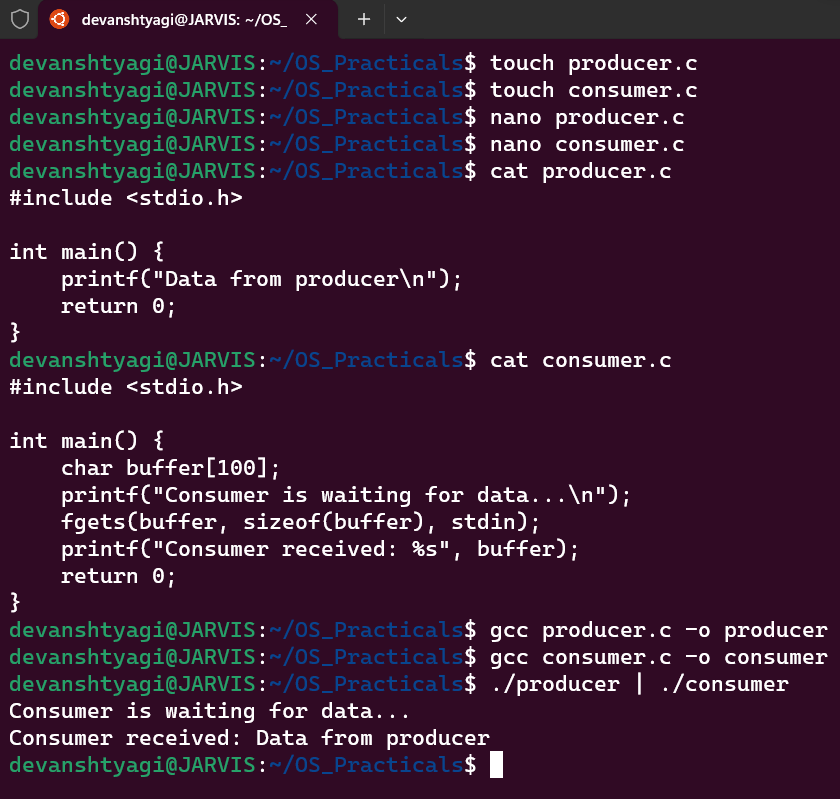 devanshtyagi@JARVIS: ~/OS_
devanshtyagi@JARVIS:~/OS_Practicals$ touch producer.c
devanshtyagi@JARVIS:~/OS_Practicals$ touch consumer.c
devanshtyagi@JARVIS:~/OS_Practicals$ nano producer.c
devanshtyagi@JARVIS:~/OS_Practicals$ nano consumer.c
devanshtyagi@JARVIS:~/OS_Practicals$ cat producer.c
#include <stdio.h>

int main() {
    printf("Data from producer\n");
    return 0;
}
devanshtyagi@JARVIS:~/OS_Practicals$ cat consumer.c
#include <stdio.h>

int main() {
    char buffer[100];
    printf("Consumer is waiting for data...\n");
    fgets(buffer, sizeof(buffer), stdin);
    printf("Consumer received: %s", buffer);
    return 0;
}
devanshtyagi@JARVIS:~/OS_Practicals$ gcc producer.c -o producer
devanshtyagi@JARVIS:~/OS_Practicals$ gcc consumer.c -o consumer
devanshtyagi@JARVIS:~/OS_Practicals$ ./producer | ./consumer
Consumer is waiting for data...
Consumer received: Data from producer
devanshtyagi@JARVIS:~/OS_Practicals$